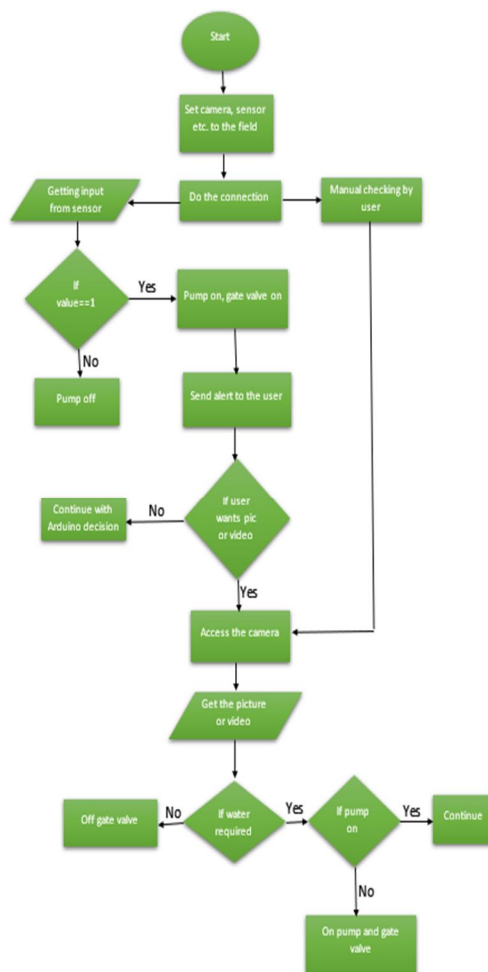 Start
Set camera, sensor
etc. to the field
Getting input
from sensor
Do the connection
Manual checking by
user
If
value==1
Yes
Pump on, gate valve on
No
Pump off
Send alert to the user
If user
wants pic
or video
No
Continue with
Arduino decision
Yes
Access the camera
Get the picture
or video
Off gate valve
No
If water
required
Yes
If pump
on
Yes
Continue
No
On pump and gate
valve